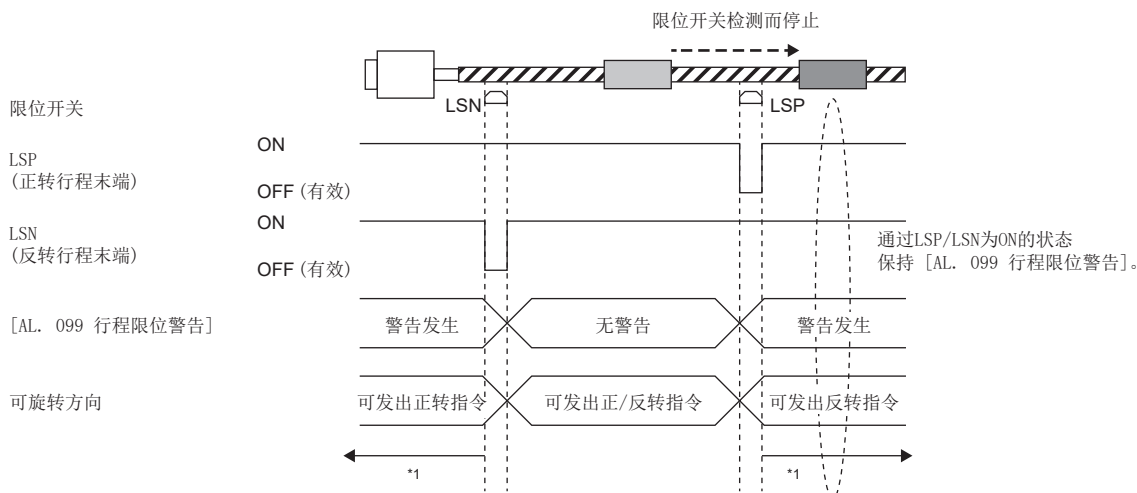 限位开关检测而停止
限位开关
LSN
LSP
LSP
(正转行程末端)
ON
OFF (有效)
LSN
(反转行程末端)
ON
OFF (有效)
通过LSP/LSN为ON的状态
保持 [AL. 099 行程限位警告]。
[AL. 099 行程限位警告]
警告发生
无警告
警告发生
可旋转方向
可发出正转指令
可发出正/反转指令
可发出反转指令
*1
*1